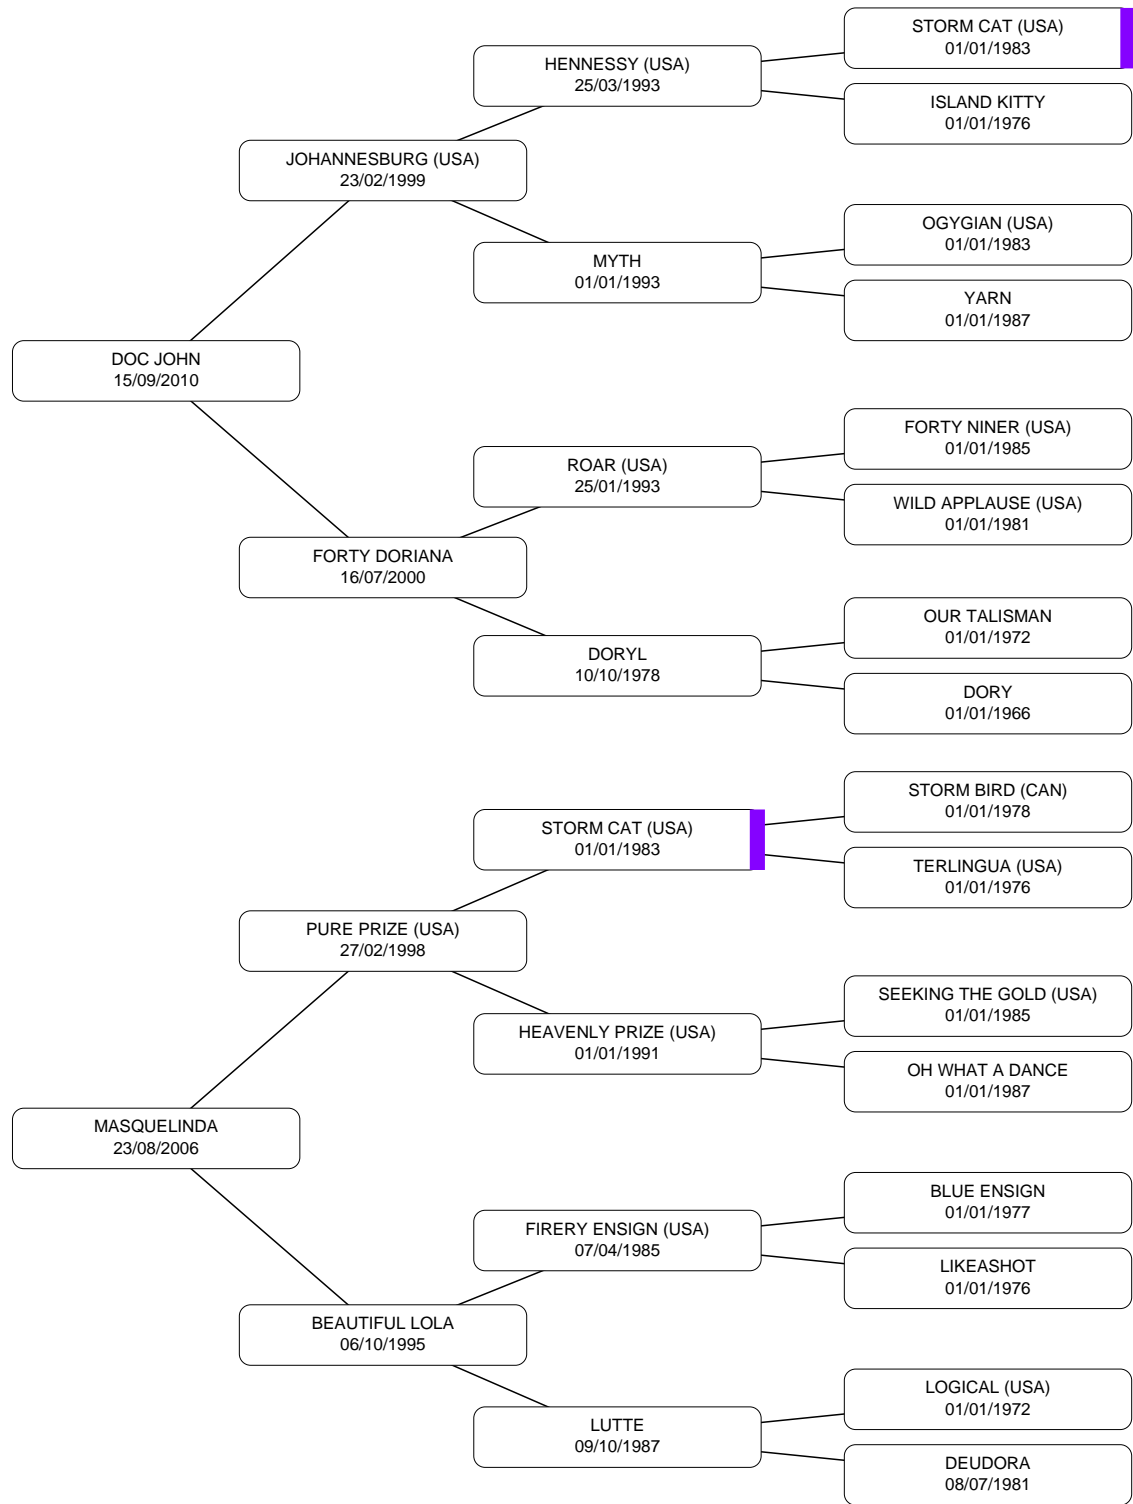 STORM CAT (USA)
01/01/1983
HENNESSY (USA)
25/03/1993
ISLAND KITTY
01/01/1976
JOHANNESBURG (USA)
23/02/1999
OGYGIAN (USA)
01/01/1983
MYTH
01/01/1993
YARN
01/01/1987
DOC JOHN
15/09/2010
FORTY NINER (USA)
01/01/1985
ROAR (USA)
25/01/1993
WILD APPLAUSE (USA)
01/01/1981
FORTY DORIANA
16/07/2000
OUR TALISMAN
01/01/1972
DORYL
10/10/1978
DORY
01/01/1966
STORM BIRD (CAN)
01/01/1978
STORM CAT (USA)
01/01/1983
TERLINGUA (USA)
01/01/1976
PURE PRIZE (USA)
27/02/1998
SEEKING THE GOLD (USA)
01/01/1985
HEAVENLY PRIZE (USA)
01/01/1991
OH WHAT A DANCE
01/01/1987
MASQUELINDA
23/08/2006
BLUE ENSIGN
01/01/1977
FIRERY ENSIGN (USA)
07/04/1985
LIKEASHOT
01/01/1976
BEAUTIFUL LOLA
06/10/1995
LOGICAL (USA)
01/01/1972
LUTTE
09/10/1987
DEUDORA
08/07/1981